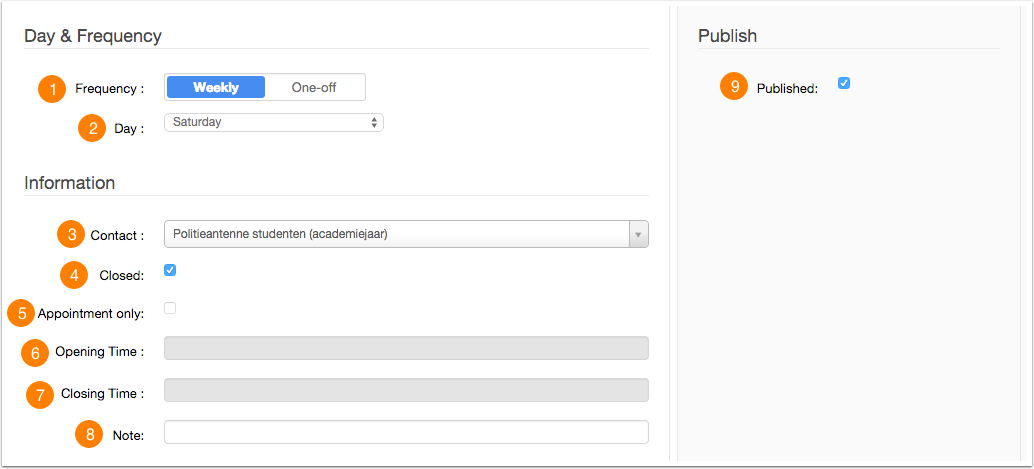 Day & Frequency
1 Frequency : Weekly One-off
2 Day : Saturday
Information
3 Contact : Politieantenne studenten (academiejaar)
4 Closed:
5 Appointment only:
6 Opening Time :
7 Closing Time :
8 Note:
Publish
9 Published: